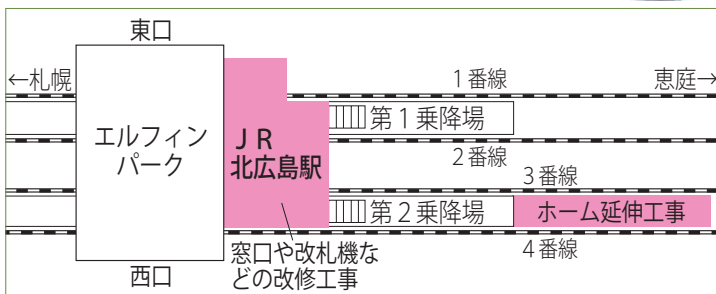 東口
←札幌
1番線
恵庭→
エルフィン
パーク
JR
北広島駅
第1乗降場
2番線
3番線
第2乗降場
ホーム延伸工事
4番線
窓口や改札機な
どの改修工事
西口